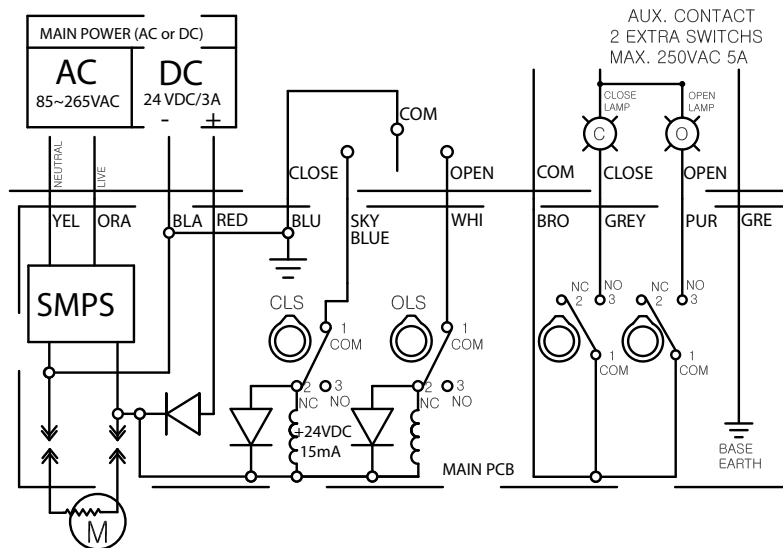 AUX. CONTACT
2 EXTRA SWITCHS
MAX. 250VAC 5A
MAIN POWER (AC or DC)
AC
85~265VAC
DC
24 VDC/3A
- +
COM
CLOSE
LAMP
OPEN
LAMP
C
O
NEUTRAL
LIVE
CLOSE
OPEN
COM
CLOSE
OPEN
YEL
ORA
BLA
RED
BLU
SKY
BLUE
WHI
BRO
GREY
PUR
GRE
SMPS
CLS
1
COM
2
NC
3
NO
OLS
1
COM
2
NC
3
NO
NC
2
NO
3
1
COM
NC
2
NO
3
1
COM
+24VDC
15mA
MAIN PCB
BASE
EARTH
M